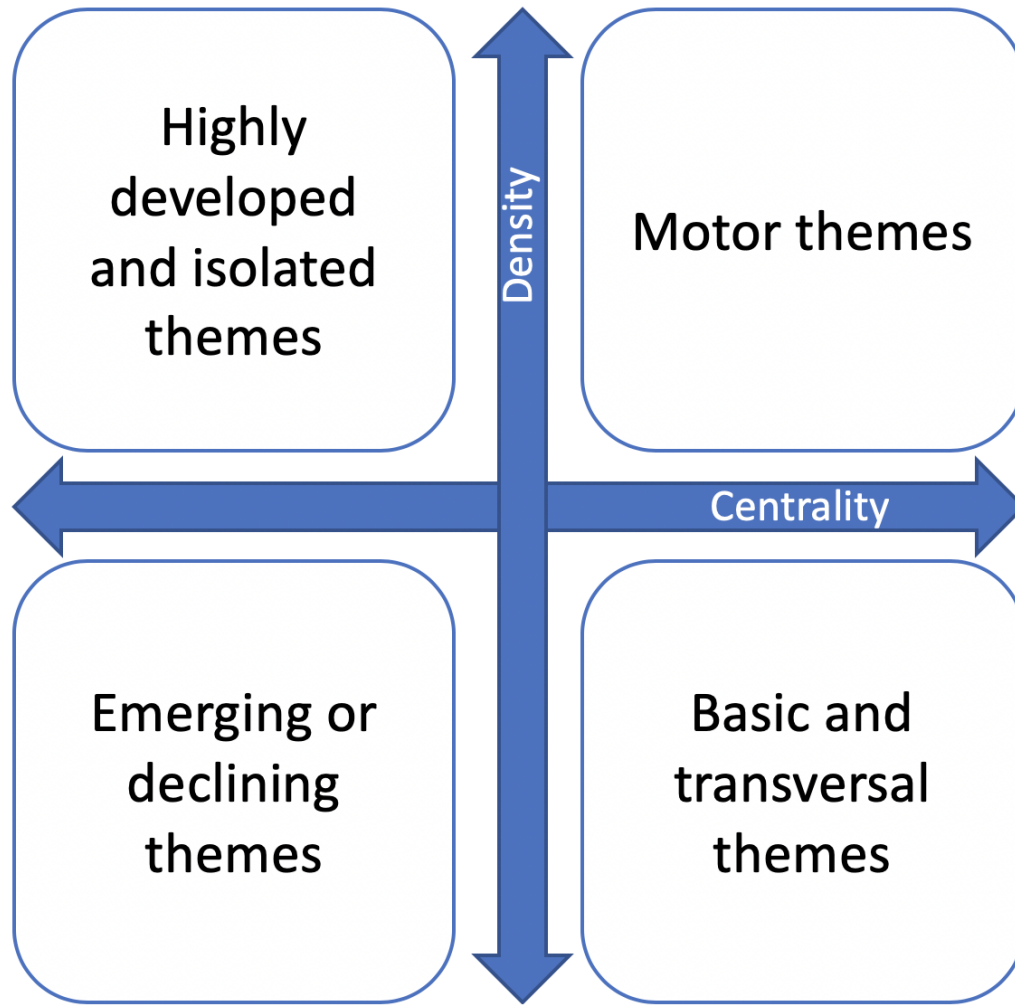 Highly
developed
and isolated
themes
Density
Motor themes
Centrality
Emerging or
declining
themes
Basic and
transversal
themes